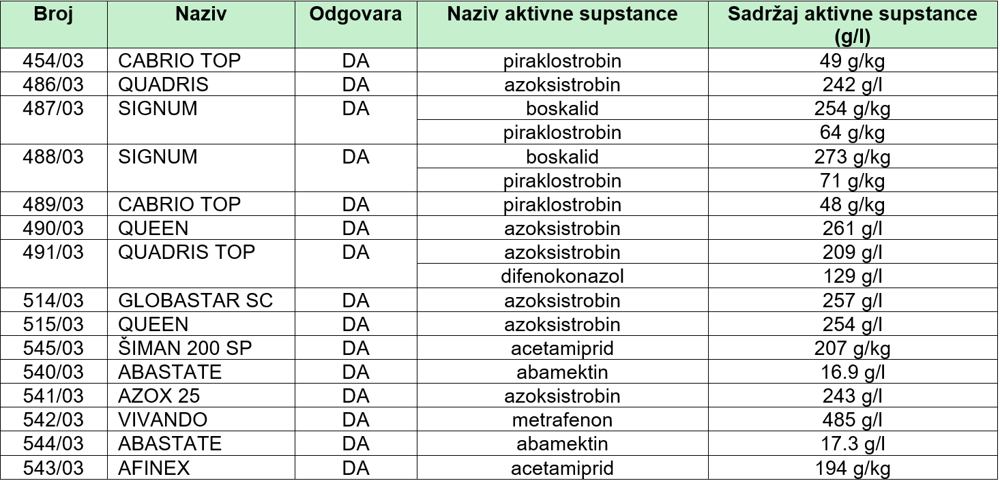 Broj Naziv Odgovara Naziv aktivne supstance Sadržaj aktivne supstance
(g/l)
454/03 CABRIO TOP DA piraklostrobin 49 g/kg
486/03 QUADRIS DA azoksistrobin 242 g/l
487/03 SIGNUM DA boskalid 254 g/kg
piraklostrobin 64 g/kg
488/03 SIGNUM DA boskalid 273 g/kg
piraklostrobin 71 g/kg
489/03 CABRIO TOP DA piraklostrobin 48 g/kg
490/03 QUEEN DA azoksistrobin 261 g/l
491/03 QUADRIS TOP DA azoksistrobin 209 g/l
difenokonazol 129 g/l
514/03 GLOBASTAR SC DA azoksistrobin 257 g/l
515/03 QUEEN DA azoksistrobin 254 g/l
545/03 ŠIMAN 200 SP DA acetamiprid 207 g/kg
540/03 ABASTATE DA abamektin 16.9 g/l
541/03 AZOX 25 DA azoksistrobin 243 g/l
542/03 VIVANDO DA metrafenon 485 g/l
544/03 ABASTATE DA abamektin 17.3 g/l
543/03 AFINEX DA acetamiprid 194 g/kg